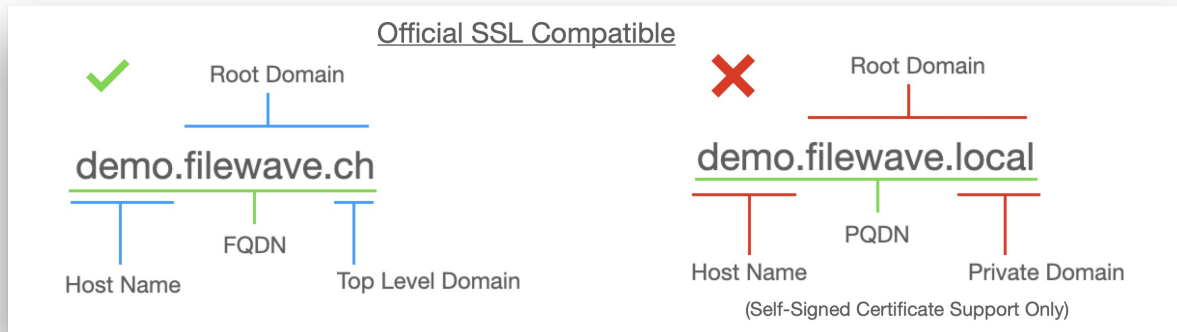 Official SSL Compatible
Root Domain
demo.filewave.ch
FQDN
Host Name
Top Level Domain
Root Domain
demo.filewave.local
PQDN
Host Name
Private Domain
(Self-Signed Certificate Support Only)